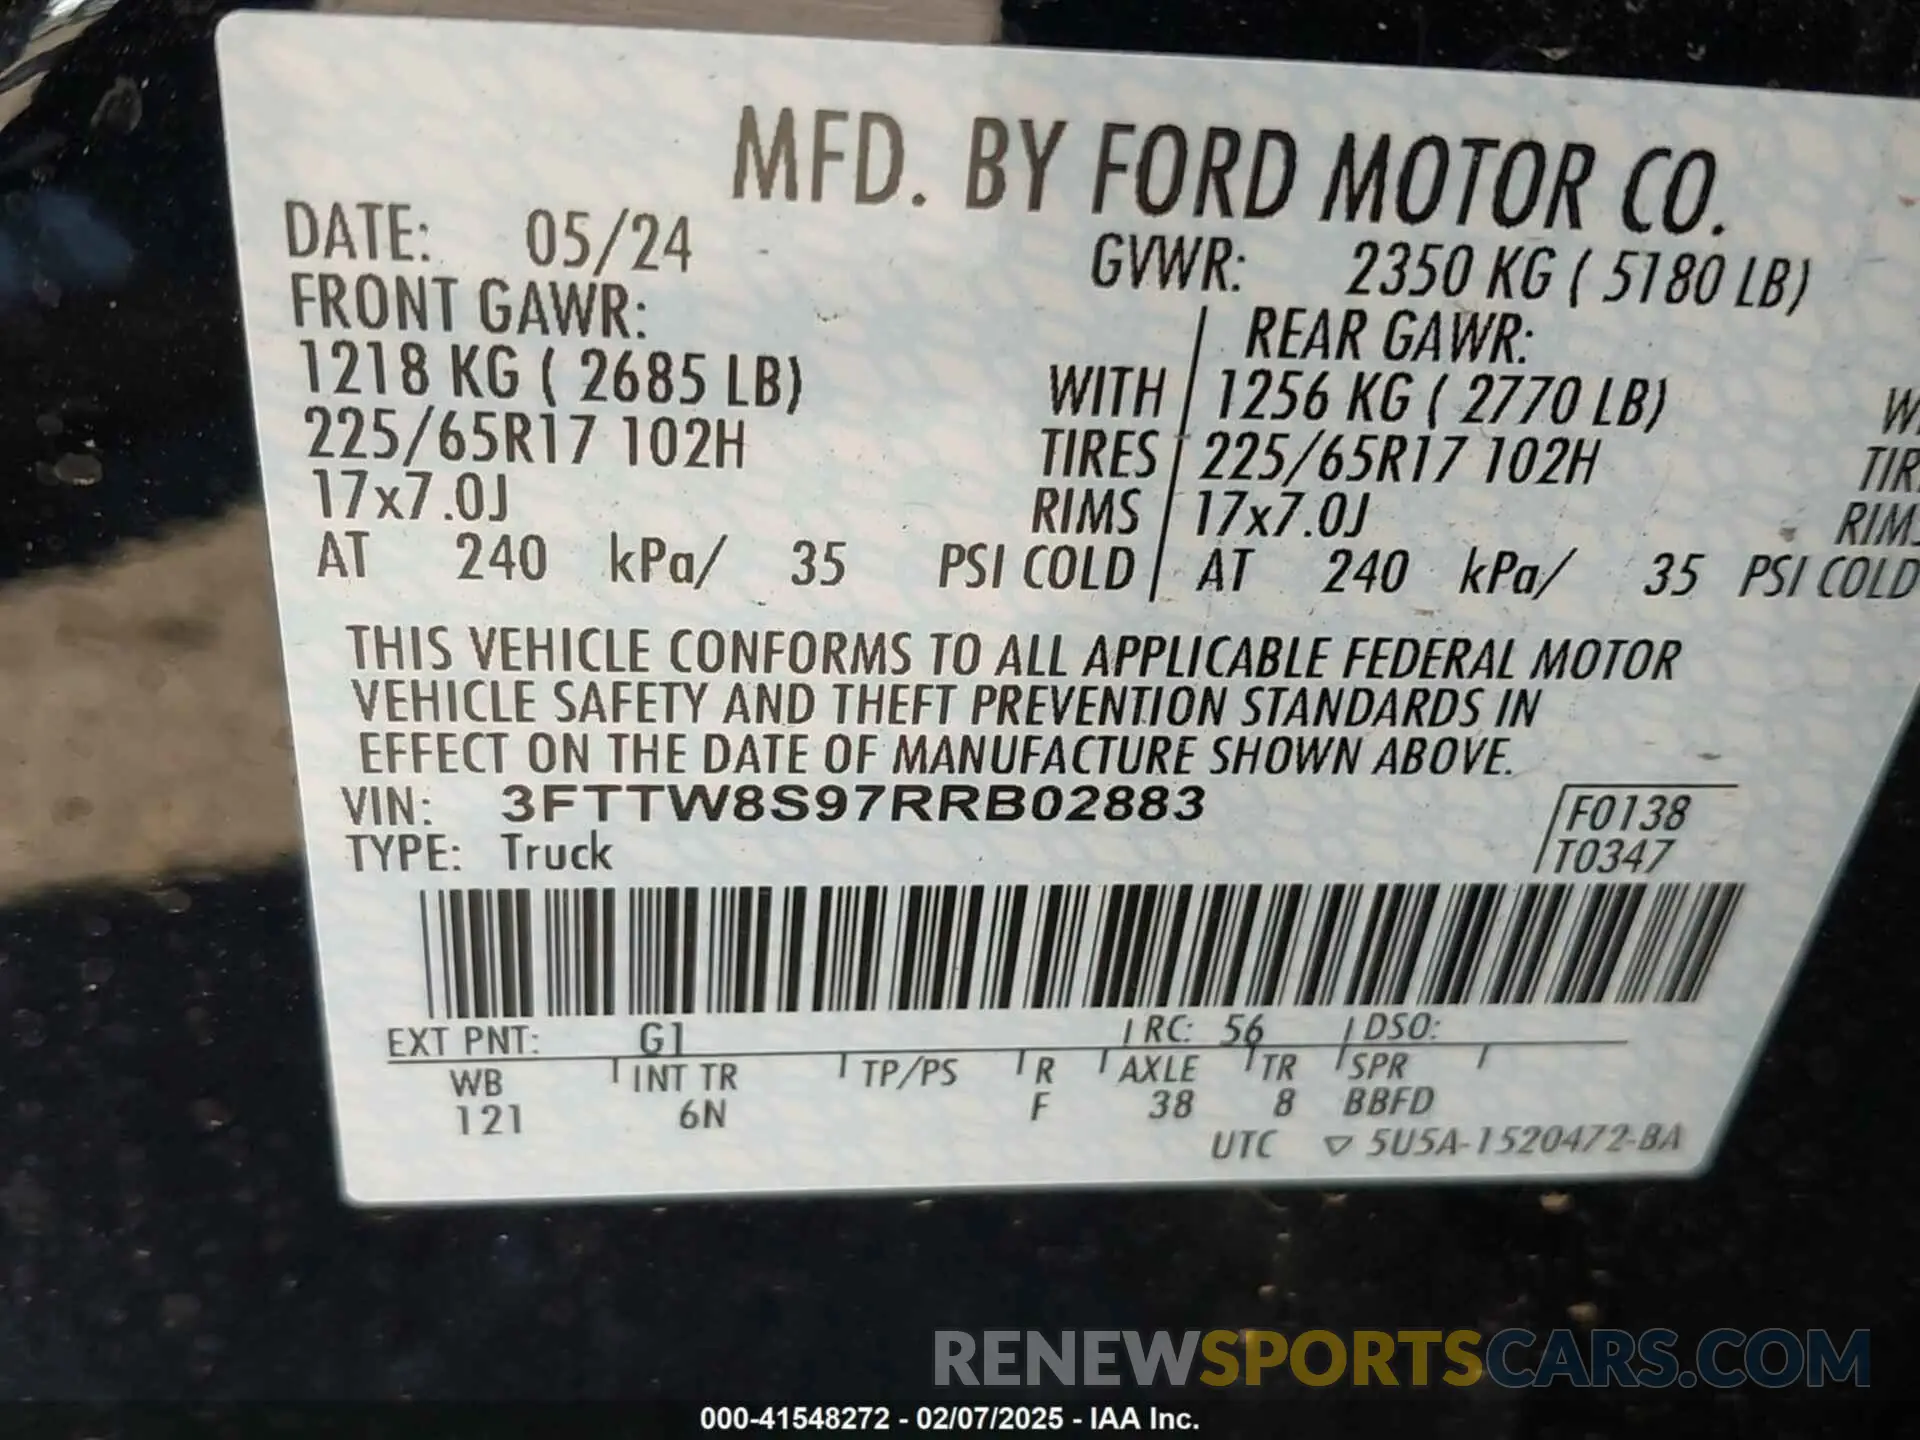 MFD. BY FORD MOTOR CO.
DATE: 05/24 GVWR: 2350 KG ( 5180 LB)
FRONT GAWR: REAR GAWR:
1218 KG ( 2685 LB) WITH 1256 KG ( 2770 LB) W
225/65R17 102H TIRES 225/65R17 102H TIR
17x7.0J RIMS 17x7.0J RIMS
AT 240 kPa/ 35 PSI COLD AT 240 kPa/ 35 PSI COLD
THIS VEHICLE CONFORMS TO ALL APPLICABLE FEDERAL MOTOR
VEHICLE SAFETY AND THEFT PREVENTION STANDARDS IN
EFFECT ON THE DATE OF MANUFACTURE SHOWN ABOVE.
VIN: 3FTTW8S97RRB02883 F0138
TYPE: Truck T0347
EXT PNT: G1 RC: 56 DSO:
WB INT TR TP/PS R AXLE TR SPR
121 6N F 38 8 BBFD
UTC ▽ 5U5A-1520472-BA
RENEWSPORTSCARS.COM
000-41548272 - 02/07/2025 - IAA Inc.